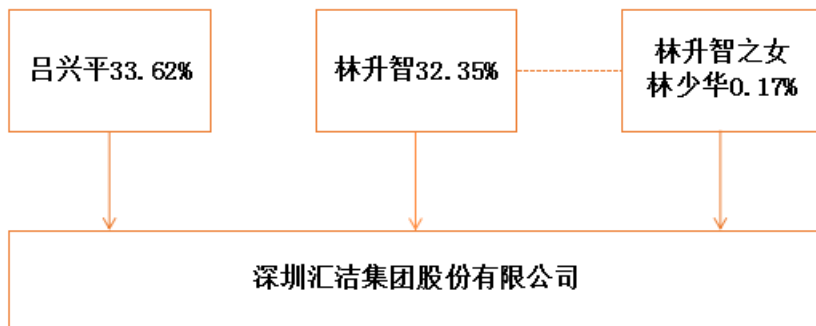 吕兴平33.62%
林升智32.35%
林升智之女
林少华0.17%
深圳汇洁集团股份有限公司